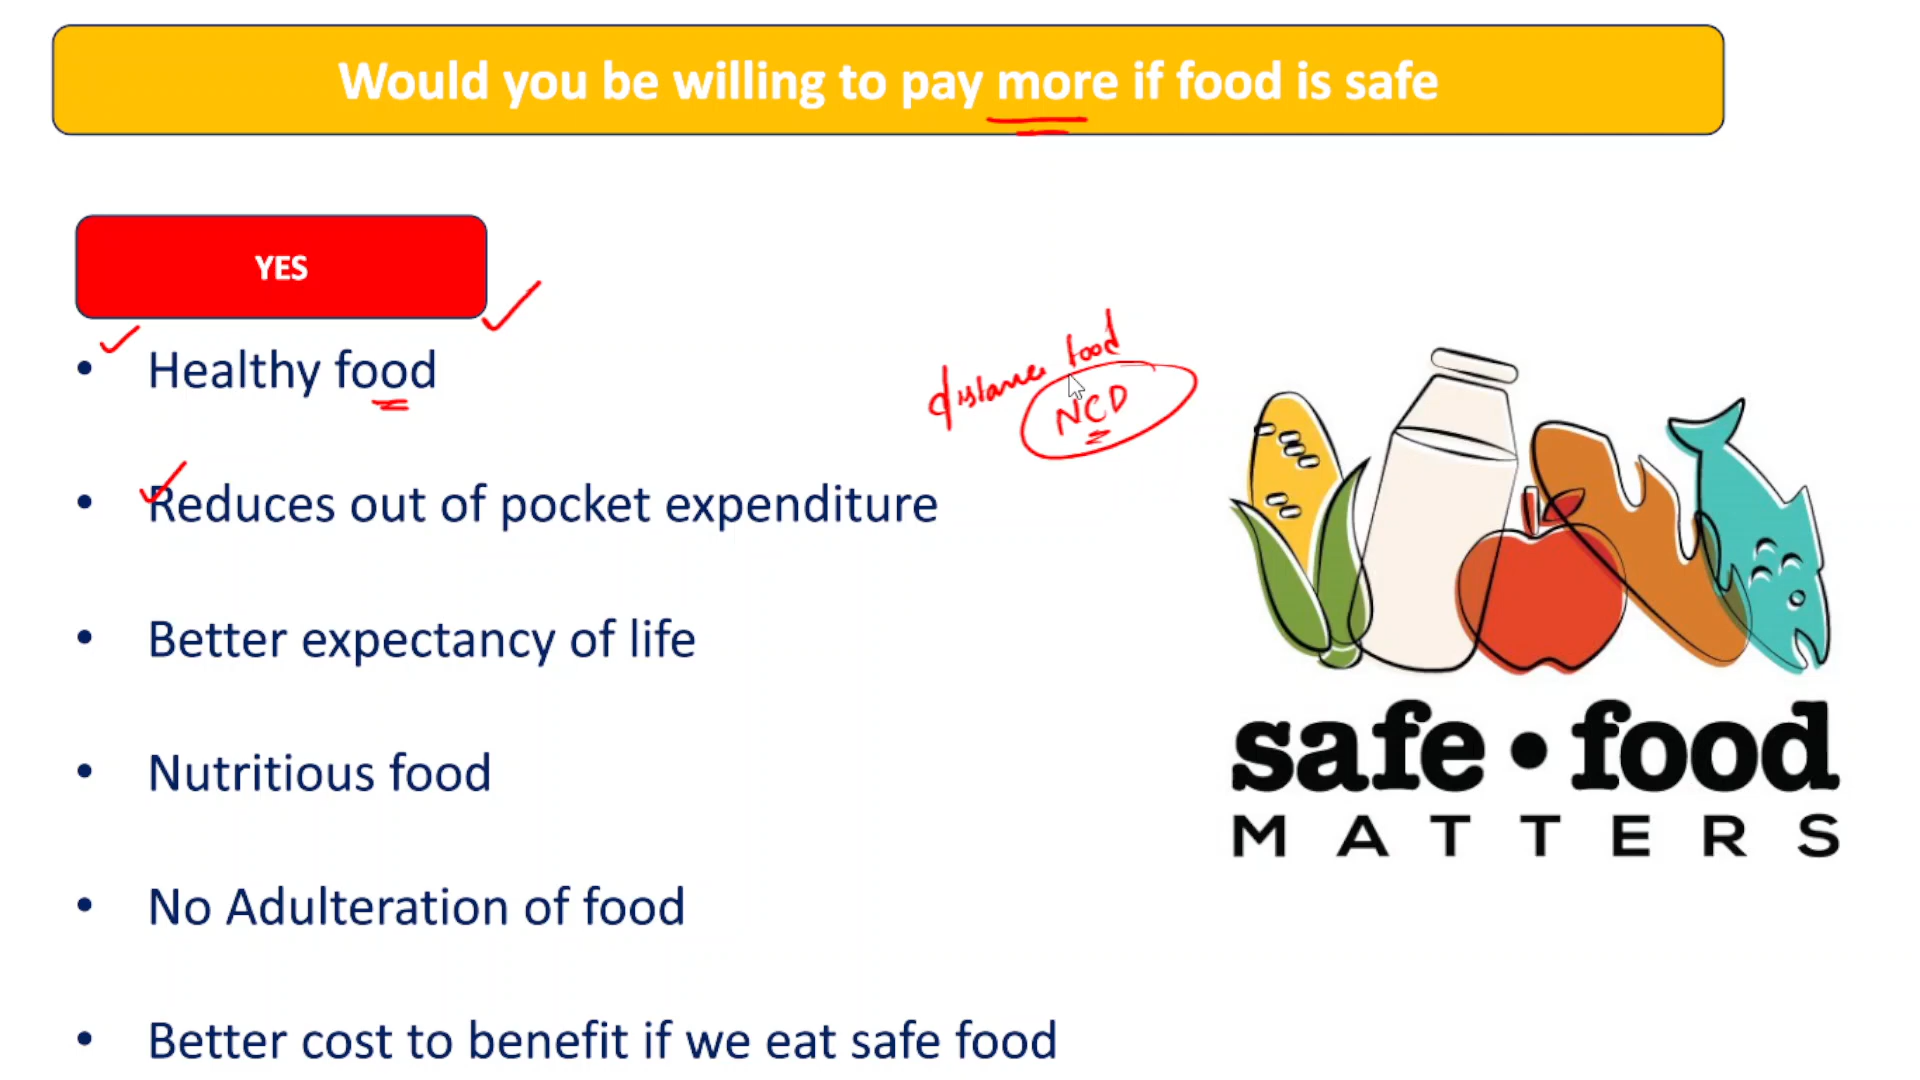 Would you be willing to pay more if food is safe
YES
• Healthy food
distance food
NCD
• Reduces out of pocket expenditure
• Better expectancy of life
• Nutritious food
• No Adulteration of food
• Better cost to benefit if we eat safe food
safe • food
MATTERS